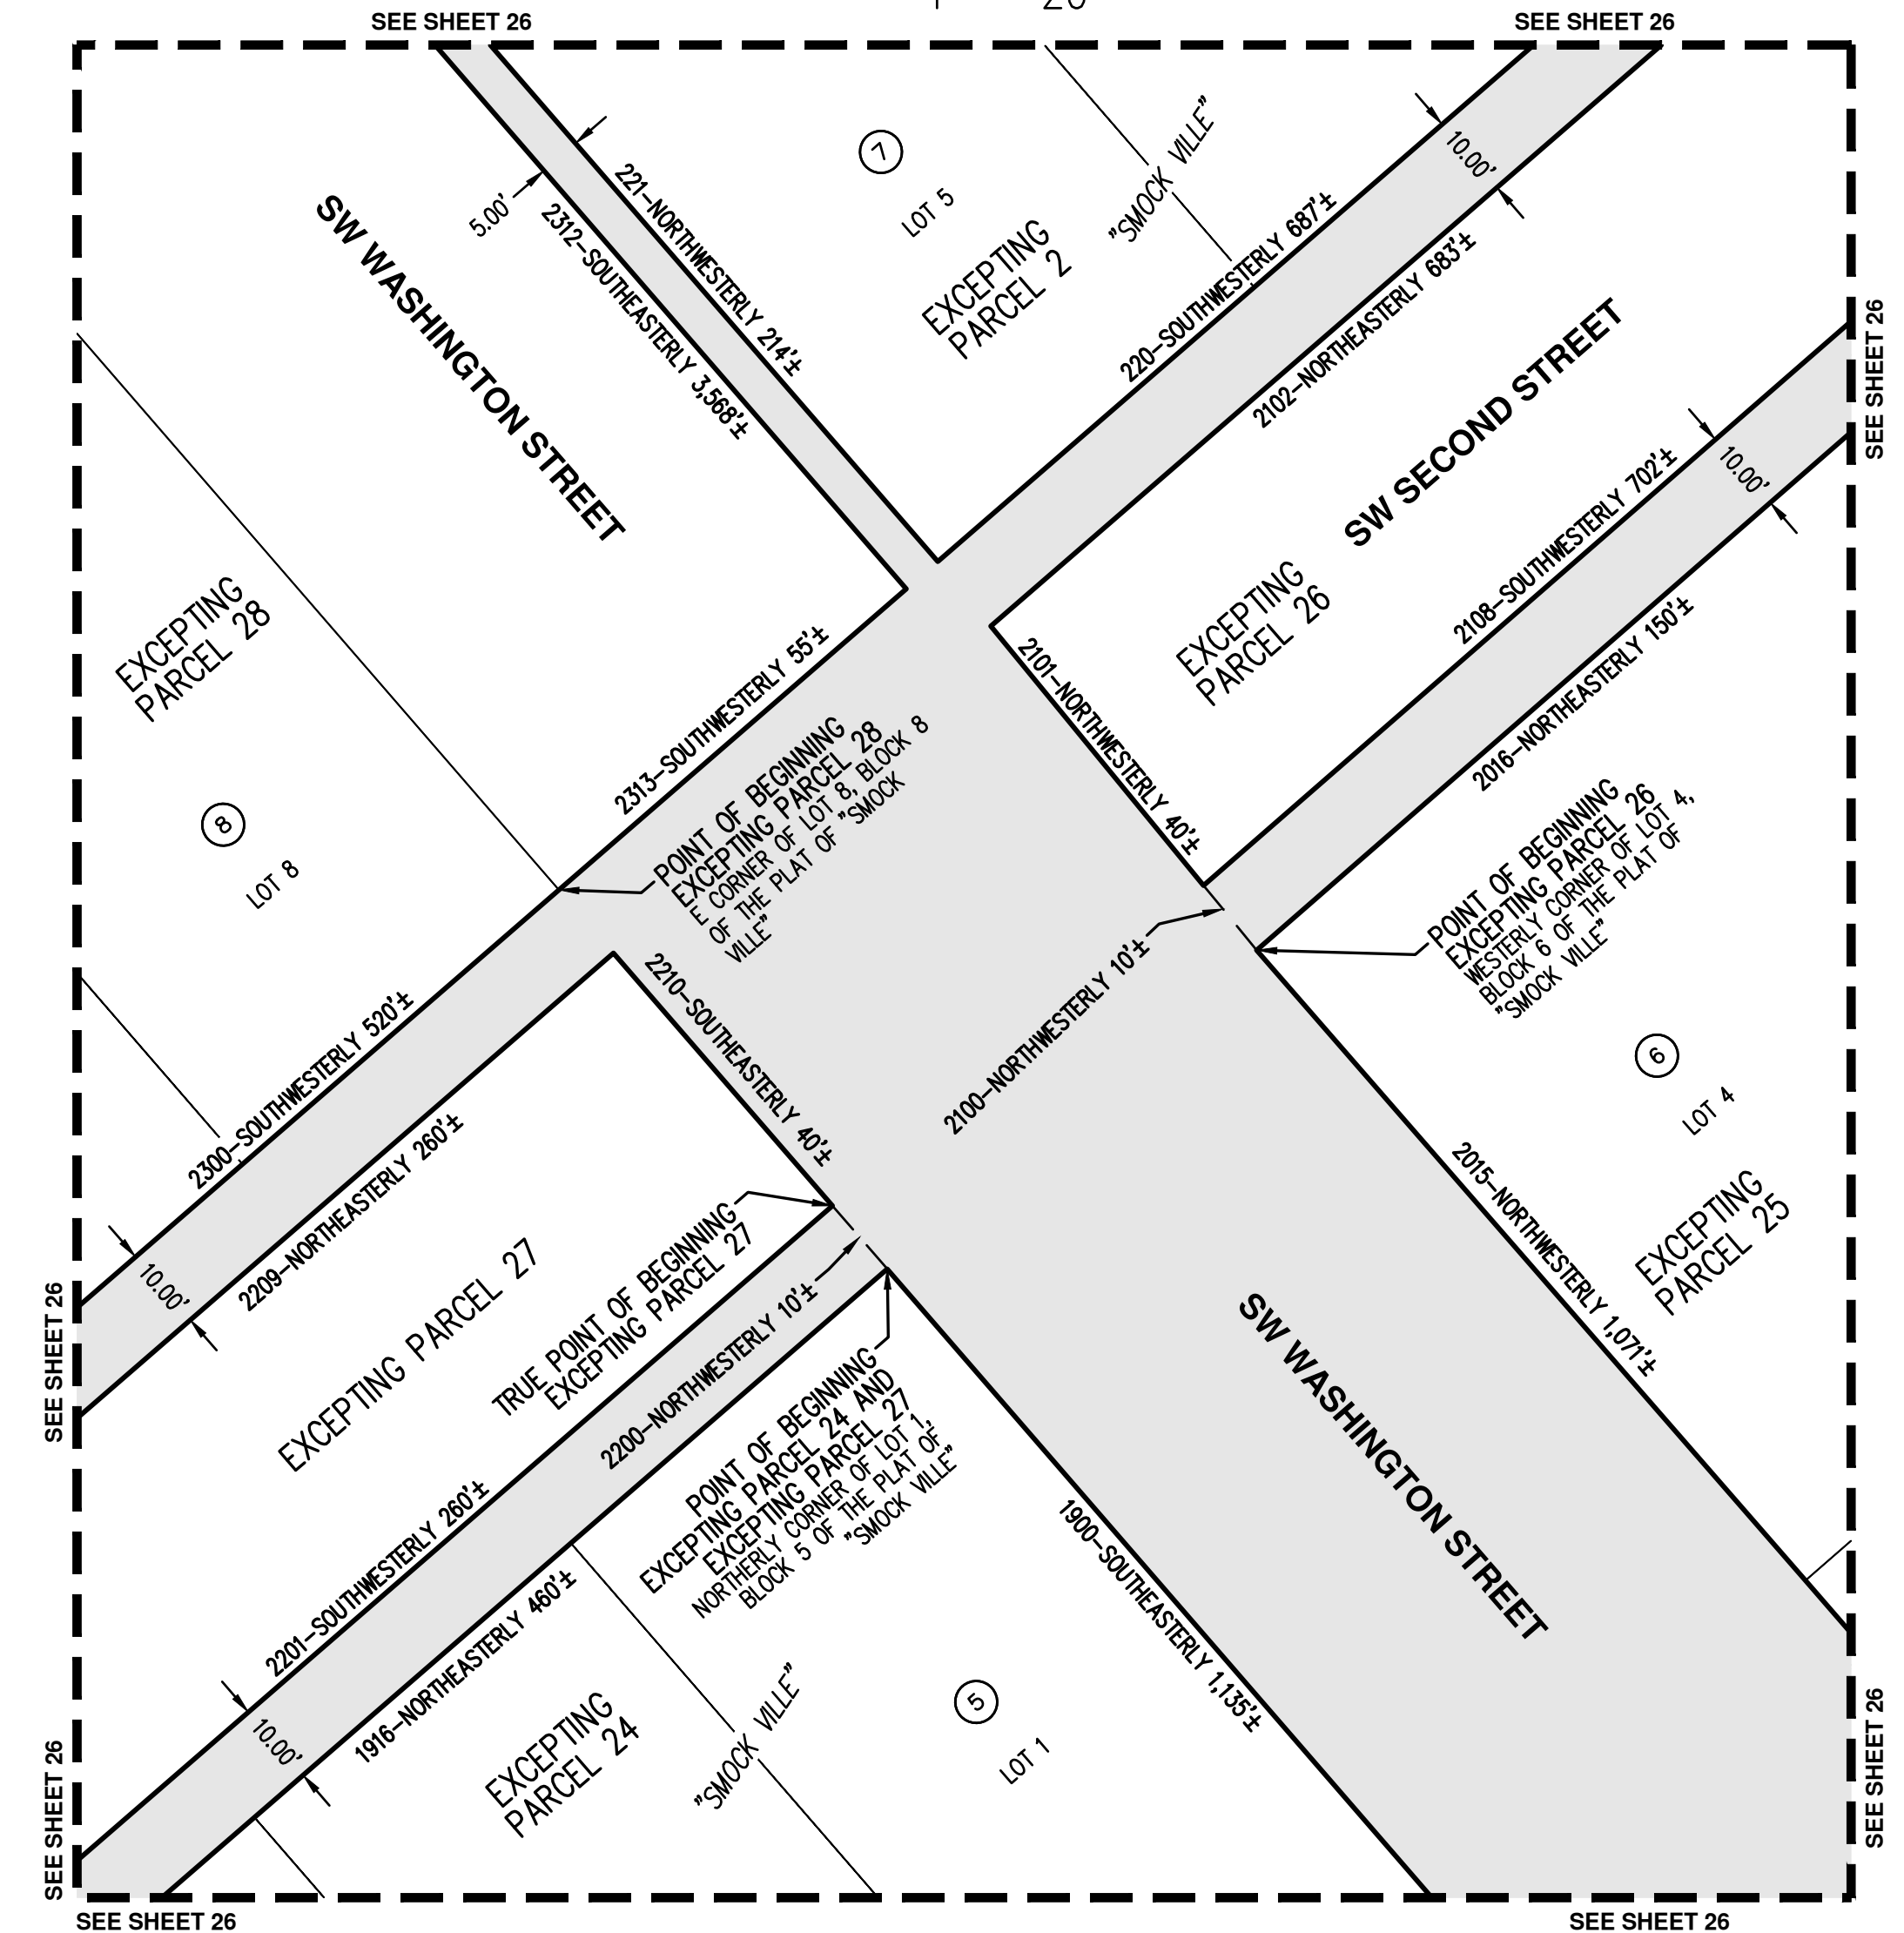 SEE SHEET 26
SEE SHEET 26
7
LOT 5
"SMOCK VILLE"
10.00'
5.00'
SW WASHINGTON STREET
221-NORTHWESTERLY 214'±
2312-SOUTHEASTERLY 3,568'±
EXCEPTING
PARCEL 2
220-SOUTHWESTERLY 687'±
2102-NORTHEASTERLY 683'±
SW SECOND STREET
SEE SHEET 26
10.00'
EXCEPTING
PARCEL 28
EXCEPTING
PARCEL 26
2108-SOUTHWESTERLY 702'±
2016-NORTHEASTERLY 150'±
2313-SOUTHWESTERLY 55'±
2101-NORTHWESTERLY 40'±
8
LOT 8
POINT OF BEGINNING
EXCEPTING PARCEL 28
E CORNER OF LOT 8, BLOCK 8
OF THE PLAT OF "SMOCK
VILLE"
POINT OF BEGINNING
EXCEPTING PARCEL 26
WESTERLY CORNER OF LOT 4,
BLOCK 6 OF THE PLAT OF
"SMOCK VILLE"
2210-SOUTHEASTERLY 40'±
2100-NORTHWESTERLY 10'±
2300-SOUTHWESTERLY 520'±
2209-NORTHEASTERLY 260'±
10.00'
6
LOT 4
EXCEPTING
PARCEL 25
2015-NORTHWESTERLY 1,071'±
SEE SHEET 26
EXCEPTING PARCEL 27
TRUE POINT OF BEGINNING
EXCEPTING PARCEL 27
2200-NORTHWESTERLY 10'±
POINT OF BEGINNING
EXCEPTING PARCEL 24 AND
EXCEPTING PARCEL 27
NORTHERLY CORNER OF LOT 1,
BLOCK 5 OF THE PLAT OF
"SMOCK VILLE"
SW WASHINGTON STREET
2201-SOUTHWESTERLY 260'±
1916-NORTHEASTERLY 460'±
1900-SOUTHEASTERLY 1,135'±
10.00'
EXCEPTING
PARCEL 24
"SMOCK VILLE"
5
LOT 1
SEE SHEET 26
SEE SHEET 26
SEE SHEET 26
SEE SHEET 26